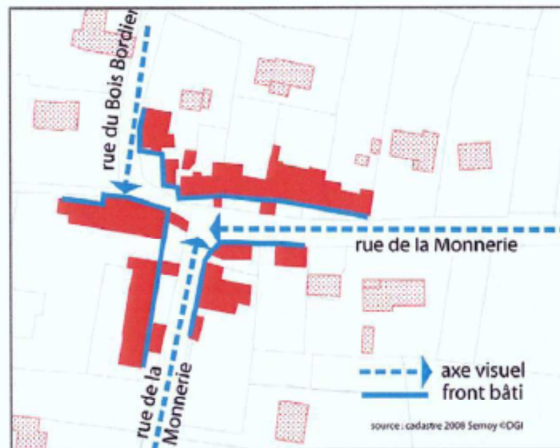 rue du Bois Bordier
rue de la Monnerie
rue de la
Monnerie
axe visuel
front bâti
source : cadastre 2008 Semoy ©DGI